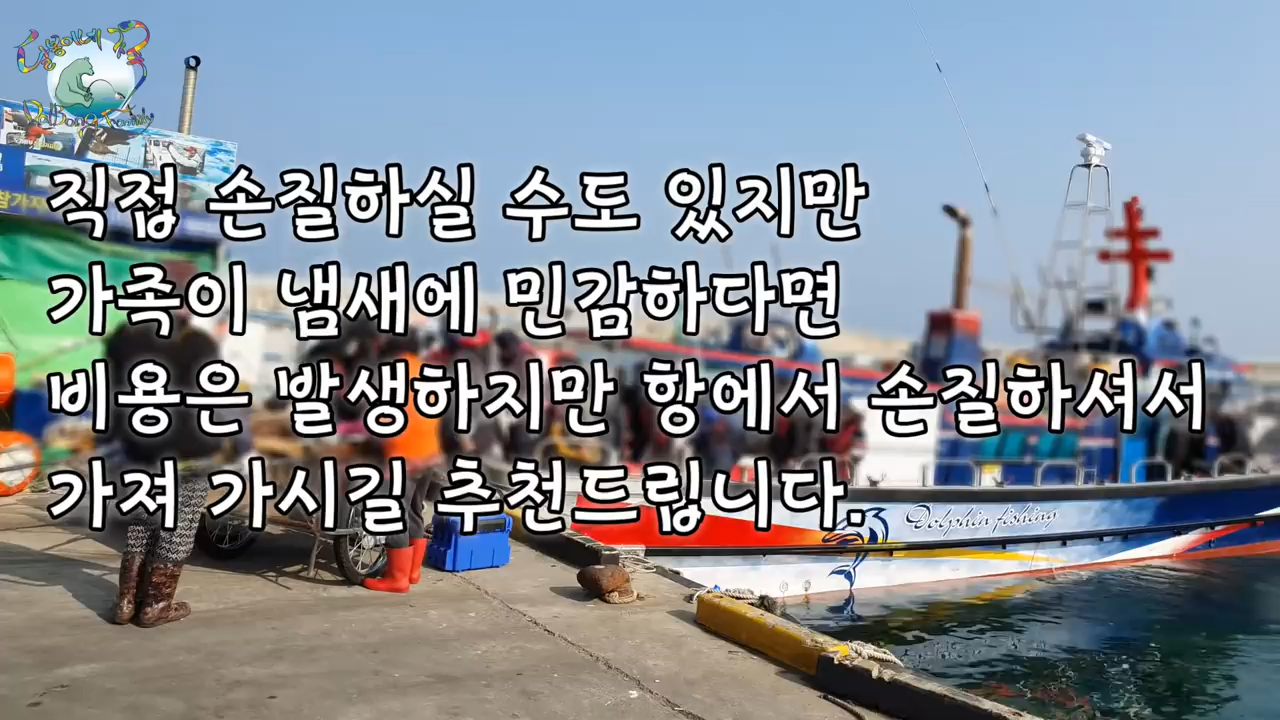 직접 손질하실 수도 있지만
가족이 냄새에 민감하다면
비용은 발생하지만 항에서 손질하셔서
가져 가시길 추천드립니다.
Dolphin fishing